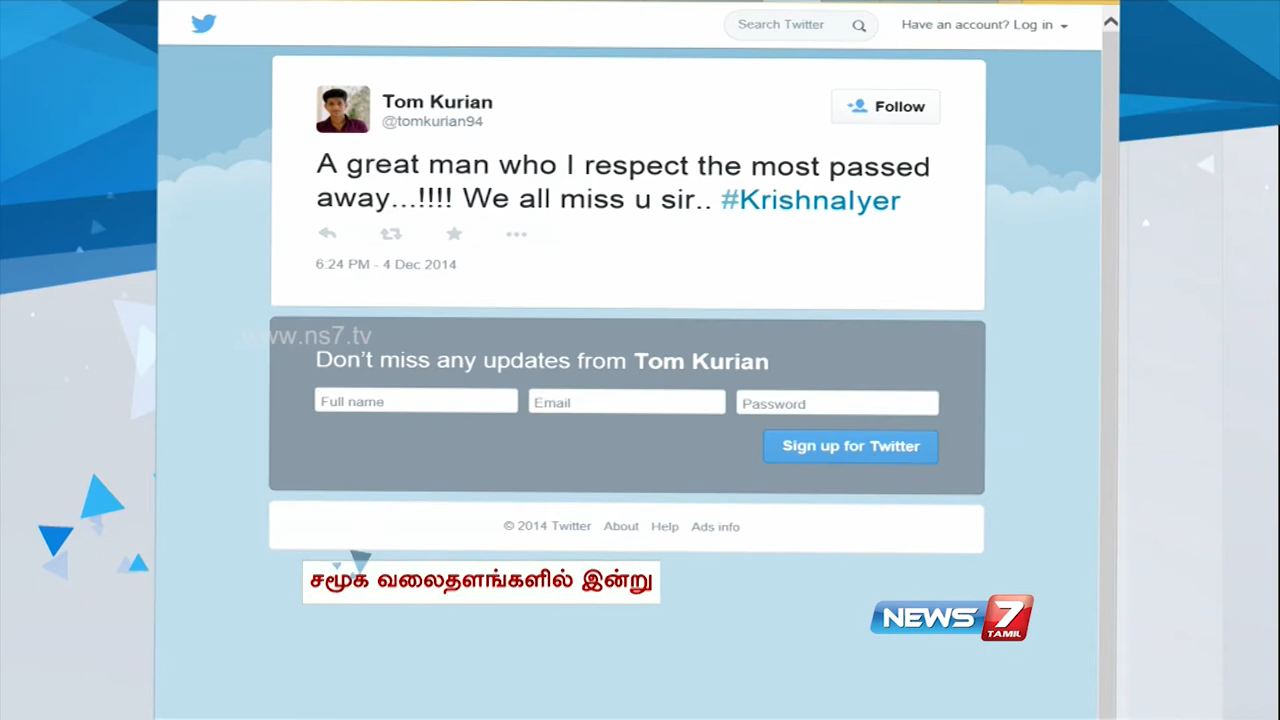 Search Twitter
Have an account? Log in
Tom Kurian
@tomkurian94
Follow
A great man who I respect the most passed
away...!!!! We all miss u sir.. #KrishnaIyer
6:24 PM - 4 Dec 2014
www.ns7.tv
Don't miss any updates from Tom Kurian
Full name
Email
Password
Sign up for Twitter
© 2014 Twitter About Help Ads info
சமூக வலைதளங்களில் இன்று
NEWS 7
TAMIL